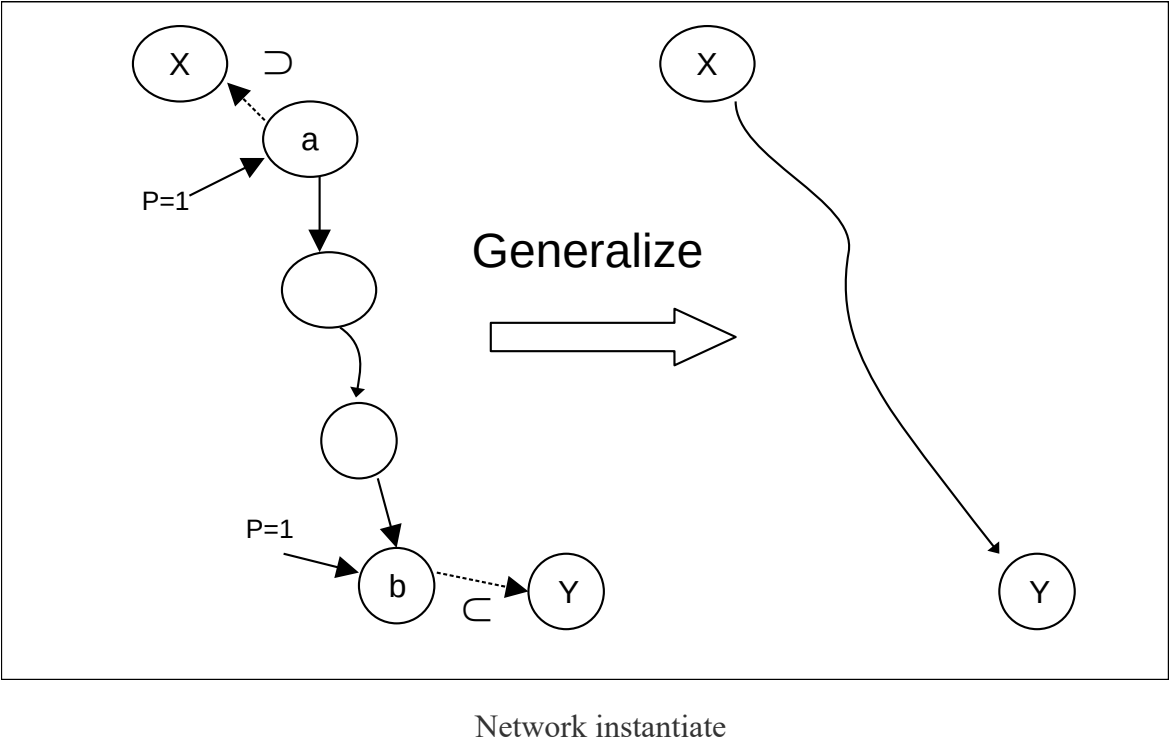 X ⊃ X
a
P=1
Generalize
P=1
b Y Y
⊂
Network instantiate